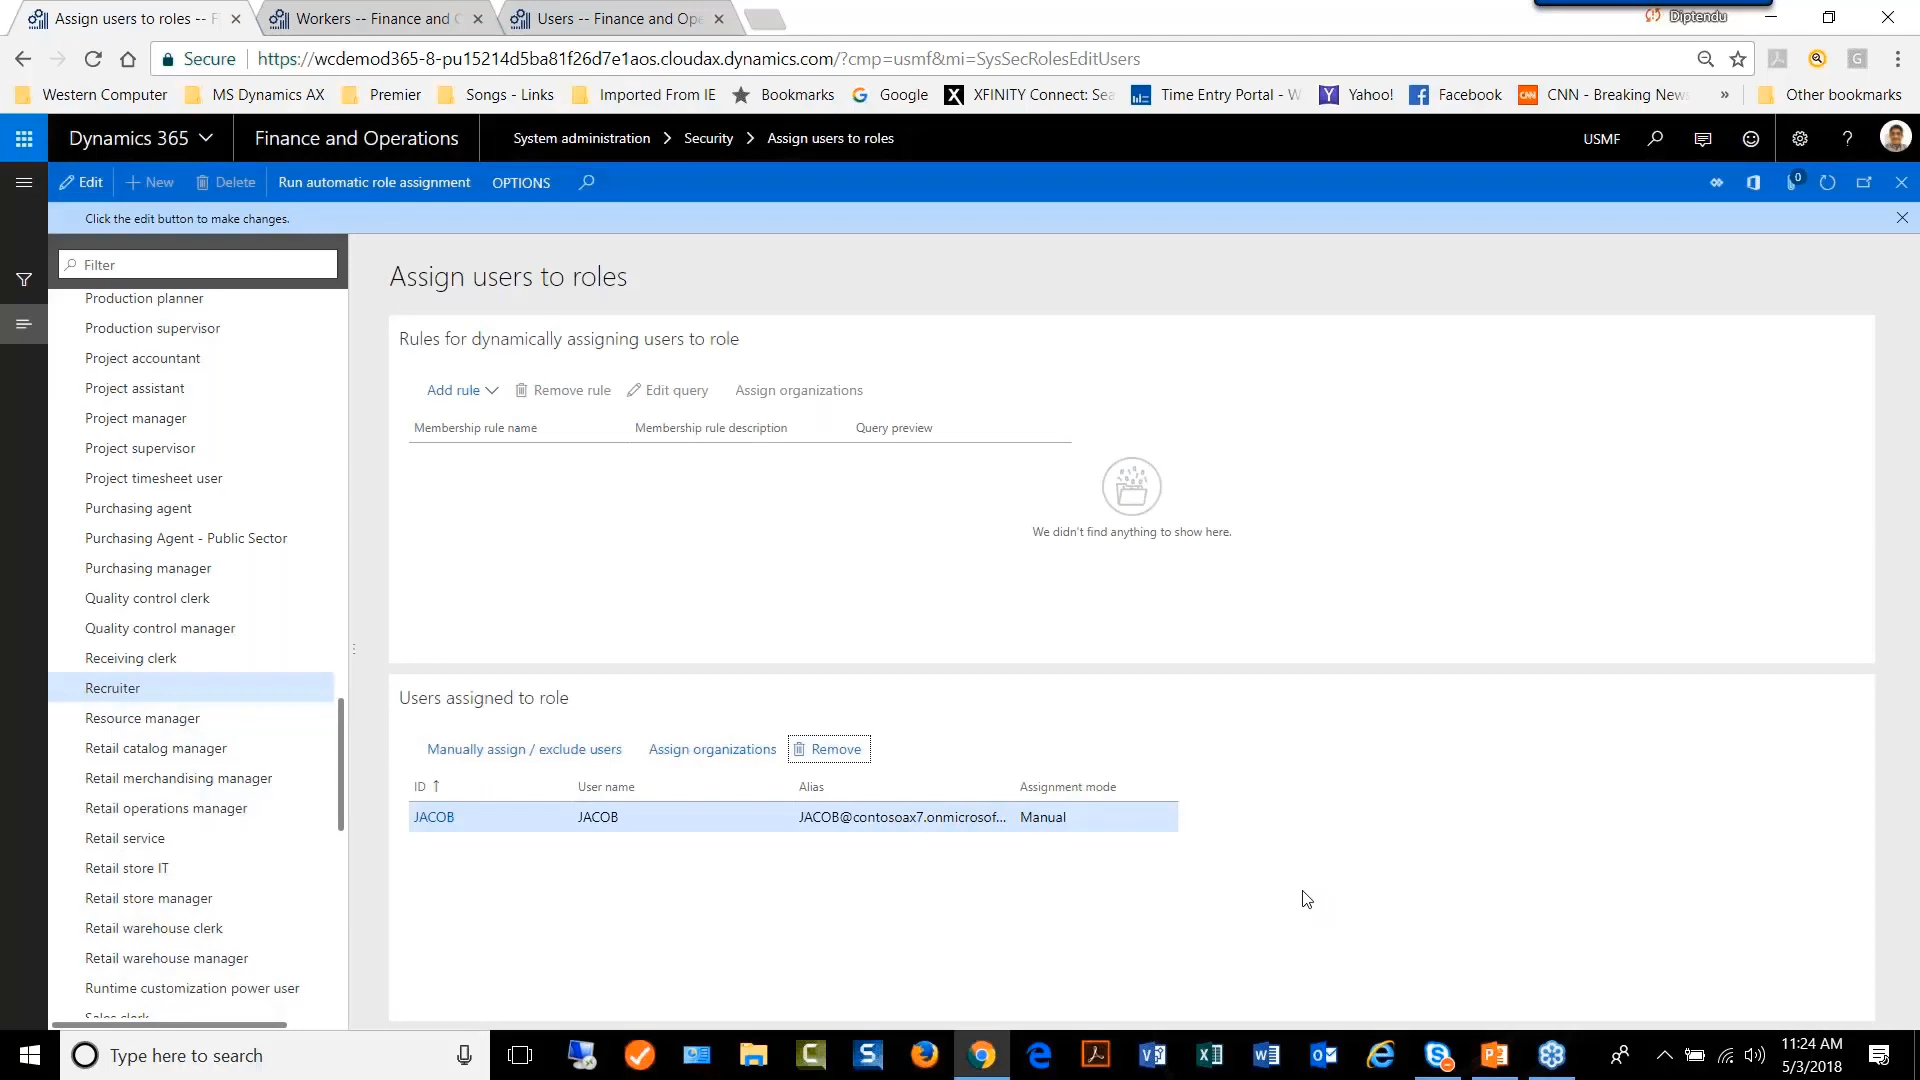 Assign users to roles -- F
Workers -- Finance and
Users -- Finance and Ope
Diptendu
Secure
https://wcdemod365-8-pu15214d5ba81f26d7e1aos.cloudax.dynamics.com/?cmp=usmf&mi=SysSecRolesEditUsers
Western Computer
MS Dynamics AX
Premier
Songs - Links
Imported From IE
Bookmarks
Google
XFINITY Connect: Sea
Time Entry Portal - W
Yahoo!
Facebook
CNN - Breaking News
»
Other bookmarks
Dynamics 365
Finance and Operations
System administration > Security > Assign users to roles
USMF
Edit
New
Delete
Run automatic role assignment
OPTIONS
0
Click the edit button to make changes.
Filter
Production planner
Production supervisor
Project accountant
Project assistant
Project manager
Project supervisor
Project timesheet user
Purchasing agent
Purchasing Agent - Public Sector
Purchasing manager
Quality control clerk
Quality control manager
Receiving clerk
Recruiter
Resource manager
Retail catalog manager
Retail merchandising manager
Retail operations manager
Retail service
Retail store IT
Retail store manager
Retail warehouse clerk
Retail warehouse manager
Runtime customization power user
Sales clerk
Assign users to roles
Rules for dynamically assigning users to role
Add rule
Remove rule
Edit query
Assign organizations
Membership rule name
Membership rule description
Query preview
We didn't find anything to show here.
Users assigned to role
Manually assign / exclude users
Assign organizations
Remove
ID ↑
User name
Alias
Assignment mode
JACOB
JACOB
JACOB@contosoax7.onmicrosof...
Manual
Type here to search
11:24 AM
5/3/2018